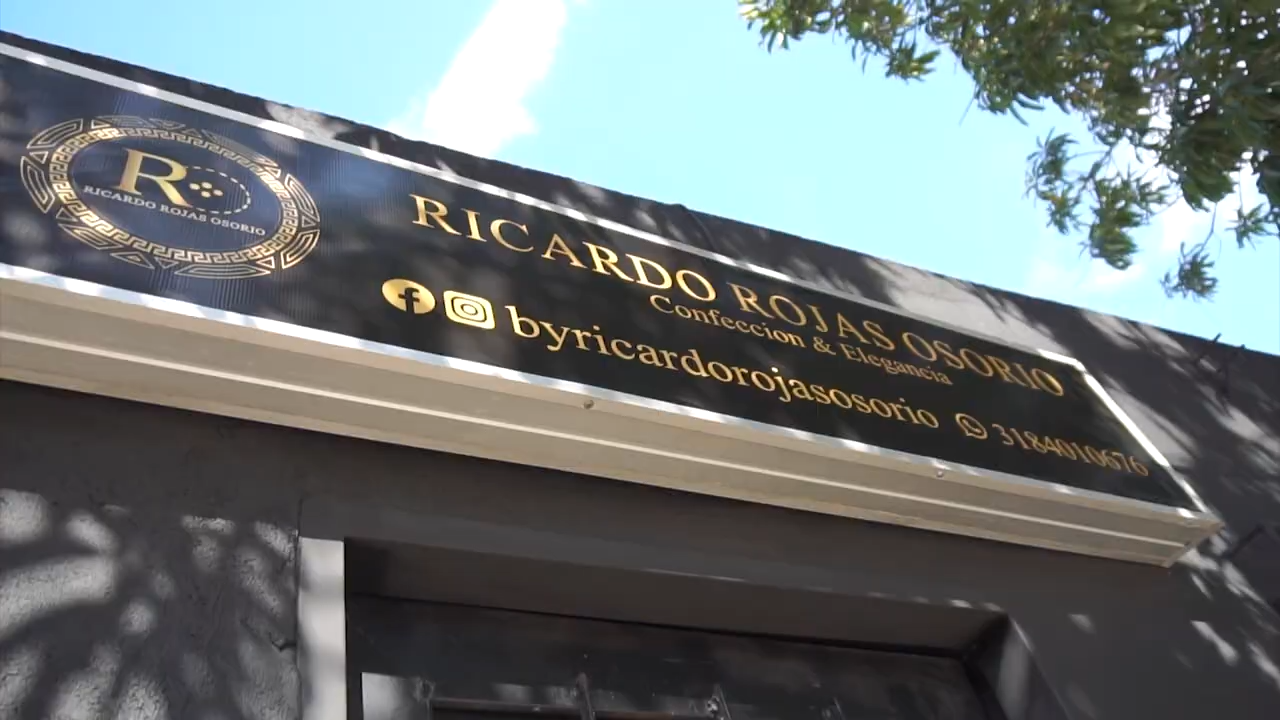 R
RICARDO ROJAS OSORIO
RICARDO ROJAS OSORIO
Confeccion & Elegancia
byricardorojasosorio
3184010676